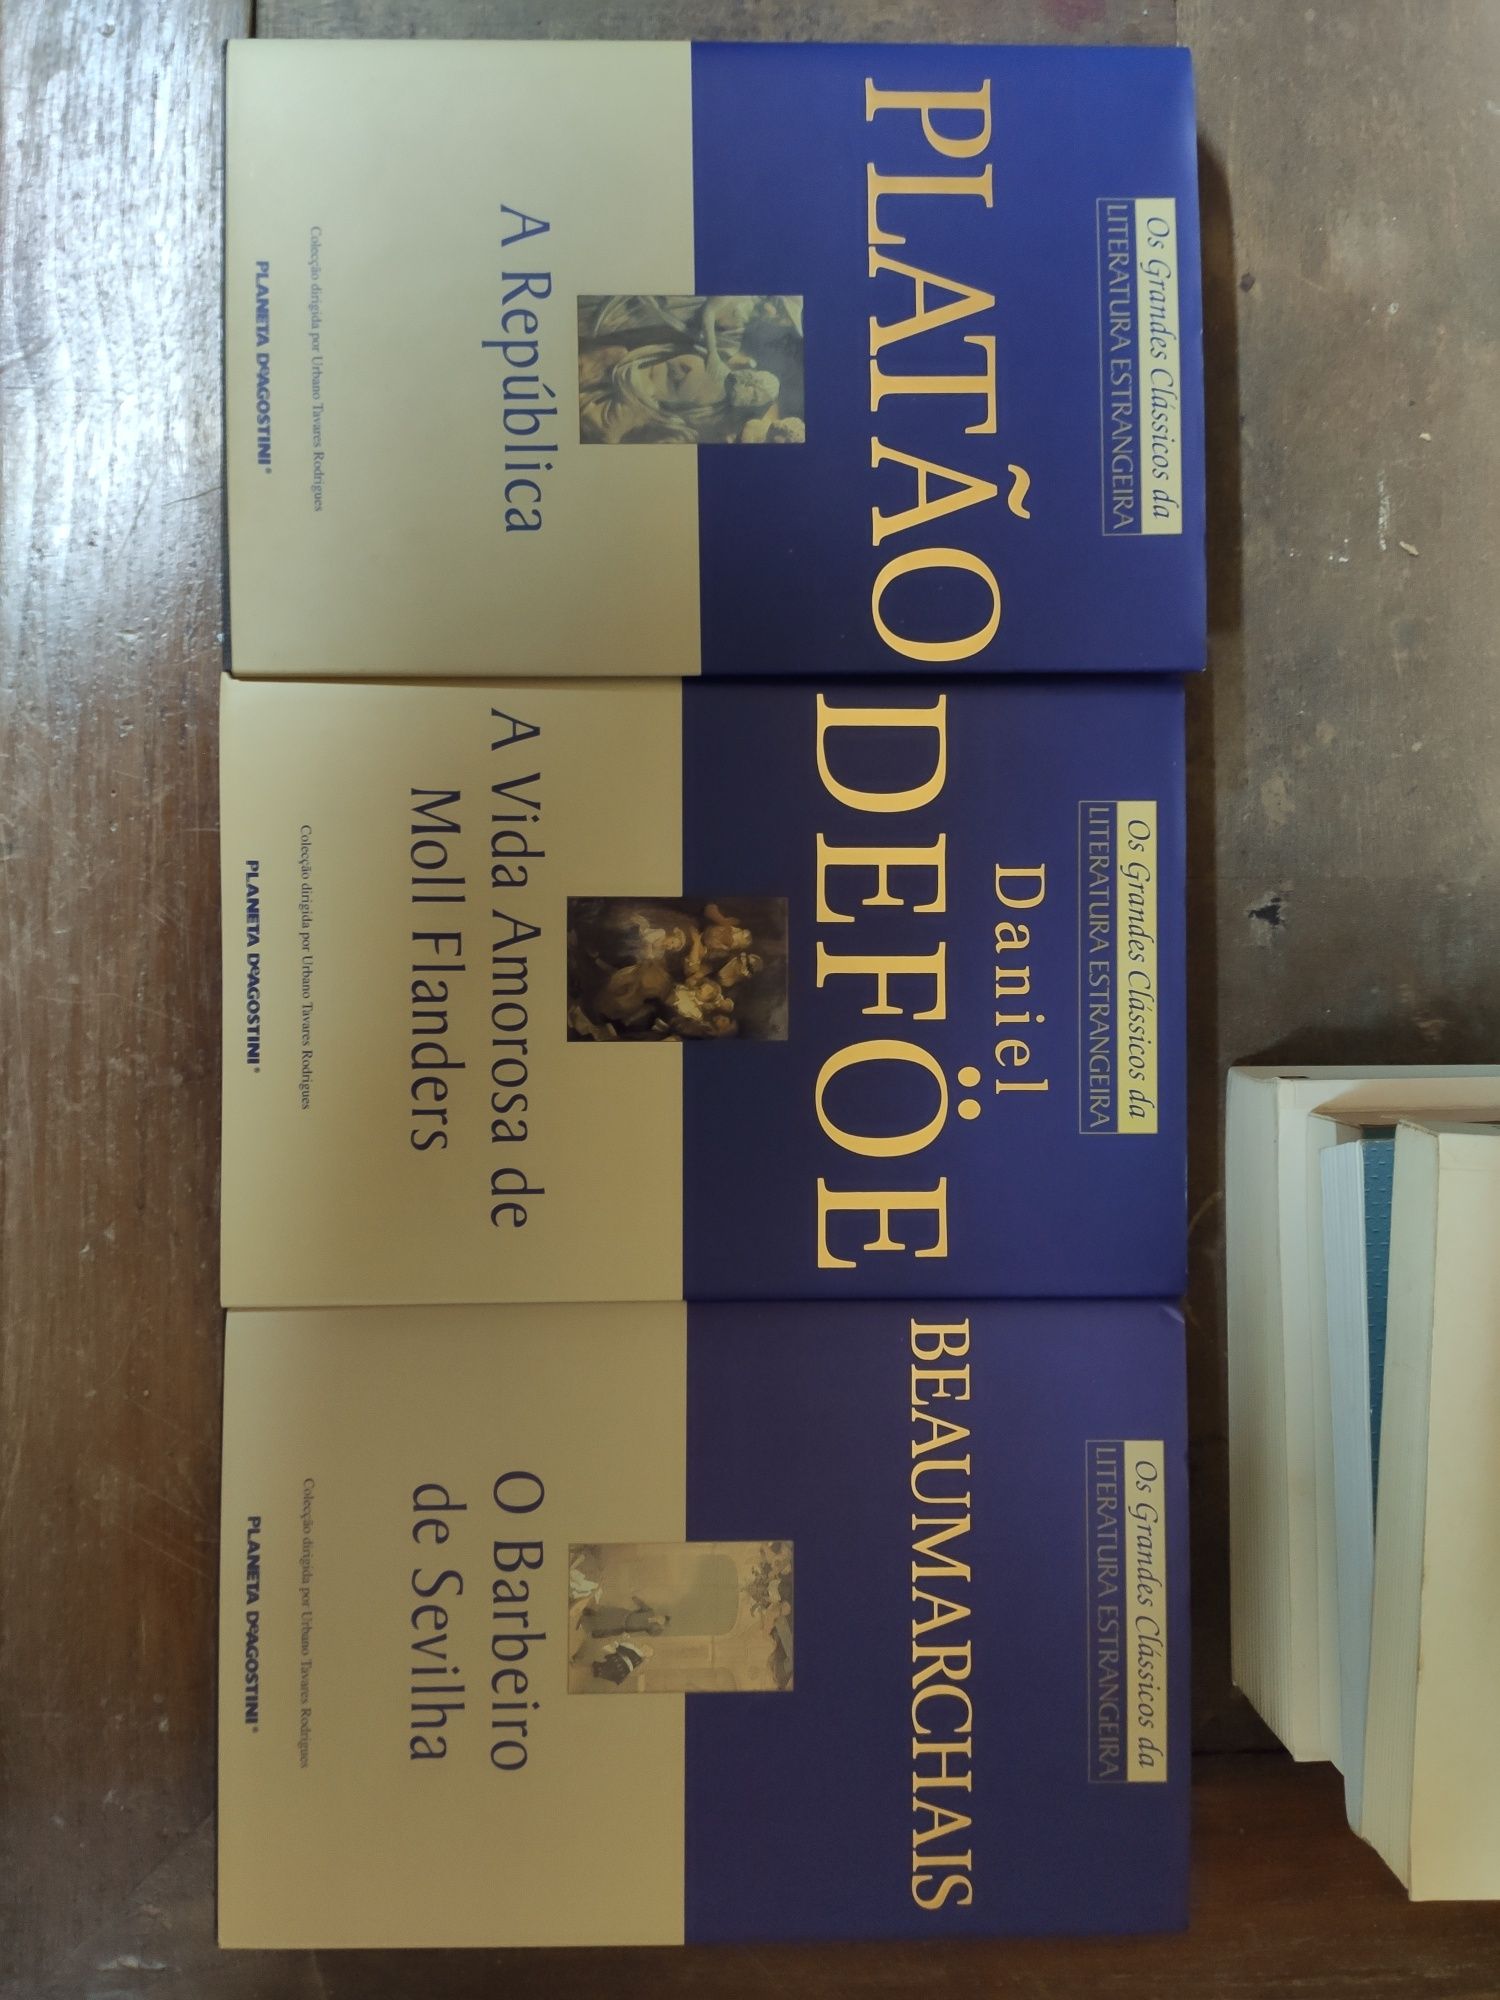 Os Grandes Clássicos da
LITERATURA ESTRANGEIRA
PLATÃO
A República
Colecção dirigida por Urbano Tavares Rodrigues
PLANETA DeAGOSTINI®
Os Grandes Clássicos da
LITERATURA ESTRANGEIRA
Daniel
DEFÖE
A Vida Amorosa de
Moll Flanders
Colecção dirigida por Urbano Tavares Rodrigues
PLANETA DeAGOSTINI®
Os Grandes Clássicos da
LITERATURA ESTRANGEIRA
BEAUMARCHAIS
O Barbeiro
de Sevilha
Colecção dirigida por Urbano Tavares Rodrigues
PLANETA DeAGOSTINI®